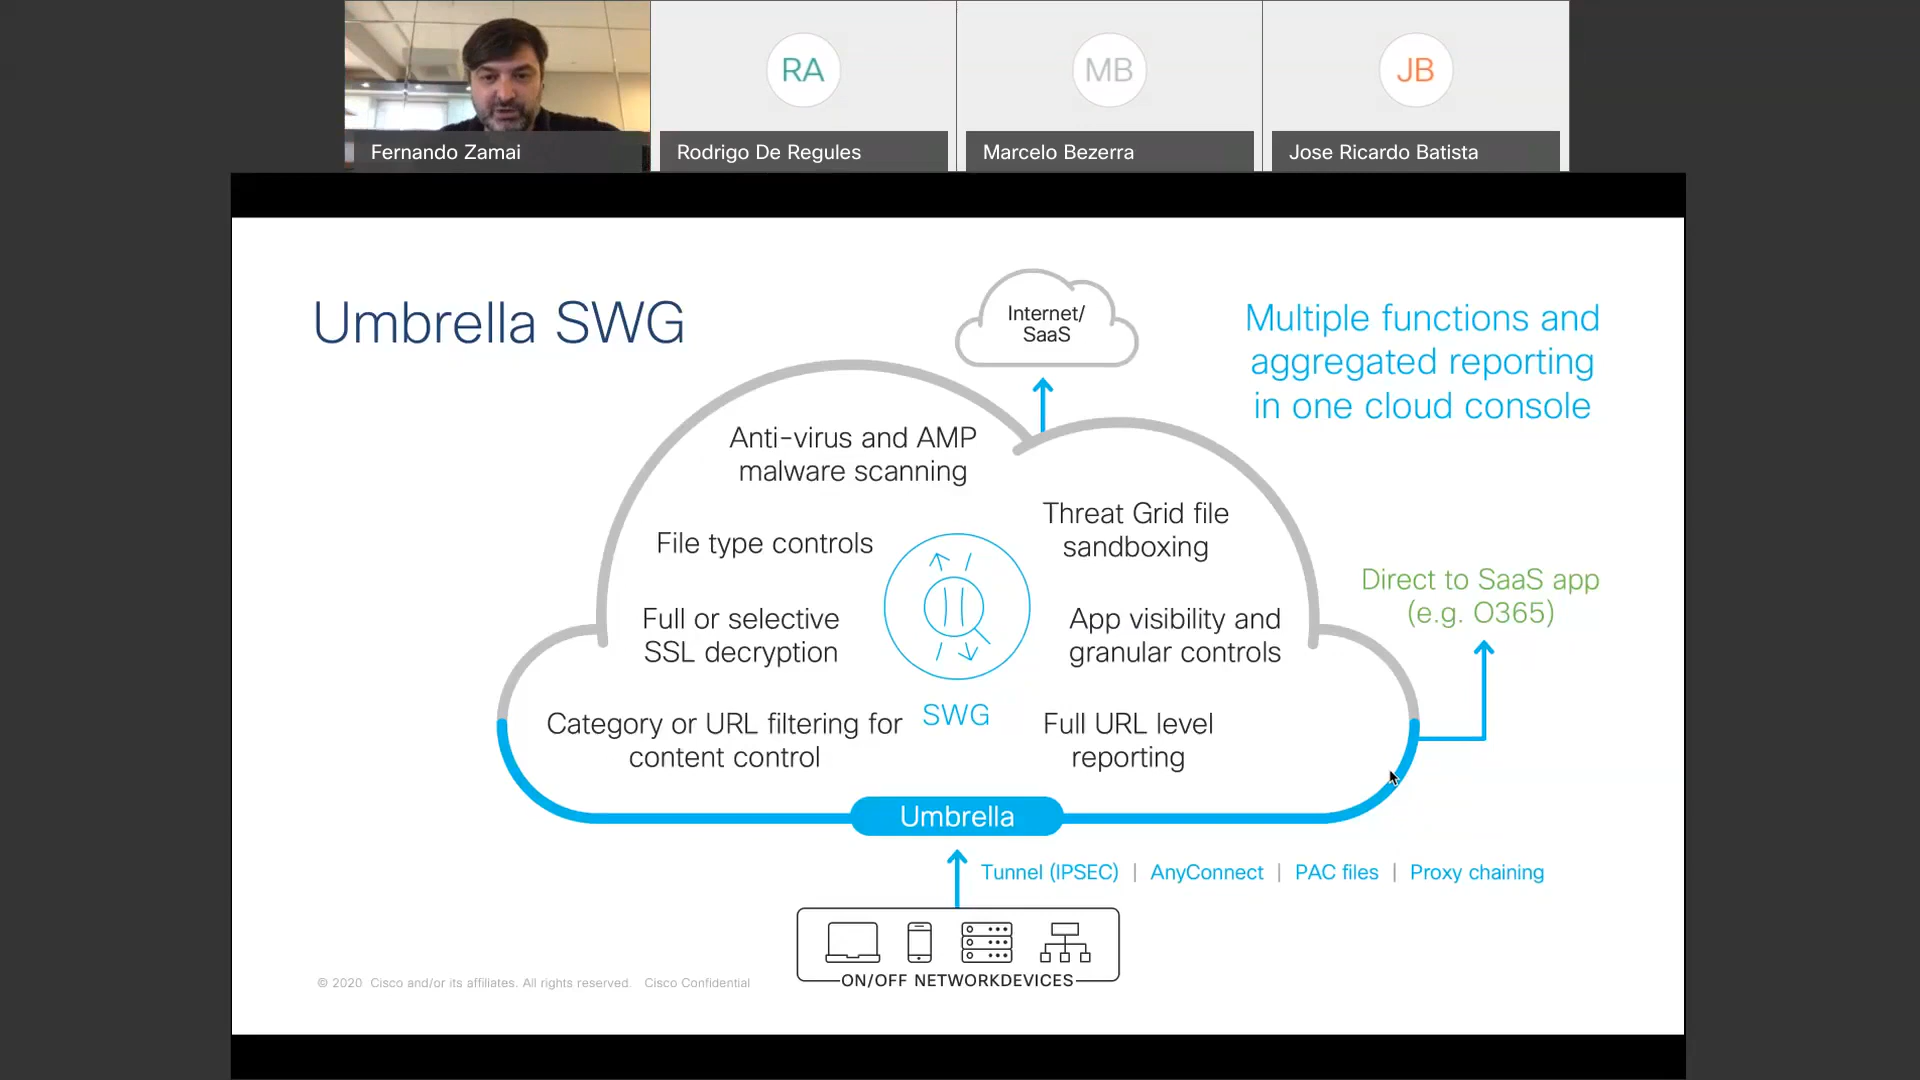 RA
MB
JB
Fernando Zamai
Rodrigo De Regules
Marcelo Bezerra
Jose Ricardo Batista
Umbrella SWG
Internet/
SaaS
Multiple functions and
aggregated reporting
in one cloud console
Anti-virus and AMP
malware scanning
File type controls
Full or selective
SSL decryption
Category or URL filtering for
content control
SWG
Threat Grid file
sandboxing
App visibility and
granular controls
Full URL level
reporting
Direct to SaaS app
(e.g. O365)
Umbrella
Tunnel (IPSEC) | AnyConnect | PAC files | Proxy chaining
ON/OFF NETWORKDEVICES
© 2020 Cisco and/or its affiliates. All rights reserved. Cisco Confidential